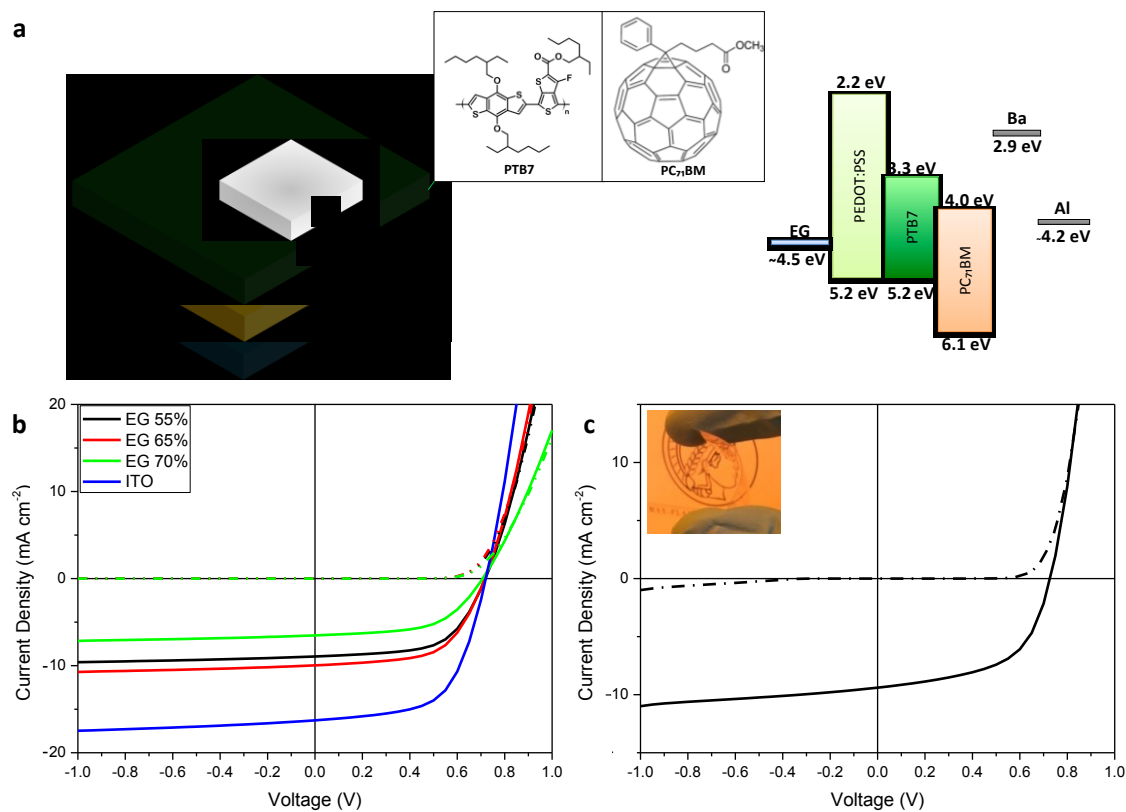 a
PTB7
PC₇₁BM
O
O
S
S
O
O
S
F
S
n
OCH₃
O
2.2 eV
PEDOT:PSS
3.3 eV
PTB7
4.0 eV
PC₇₁BM
Ba
2.9 eV
Al
-4.2 eV
EG
~4.5 eV
5.2 eV
5.2 eV
6.1 eV
b
EG 55%
EG 65%
EG 70%
ITO
20
10
0
-10
-20
-1.0 -0.8 -0.6 -0.4 -0.2 0.0 0.2 0.4 0.6 0.8 1.0
Voltage (V)
Current Density (mA cm⁻²)
c
10
0
-10
-1.0 -0.8 -0.6 -0.4 -0.2 0.0 0.2 0.4 0.6 0.8 1.0
Voltage (V)
Current Density (mA cm⁻²)